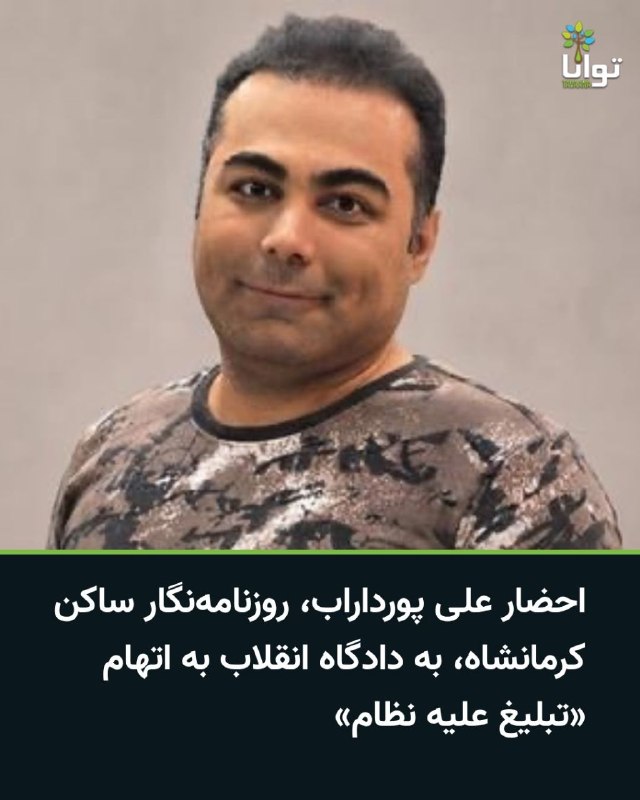 توانا
احضار علی پورداراب، روزنامه‌نگار ساکن
کرمانشاه، به دادگاه انقلاب به اتهام
«تبلیغ علیه نظام»